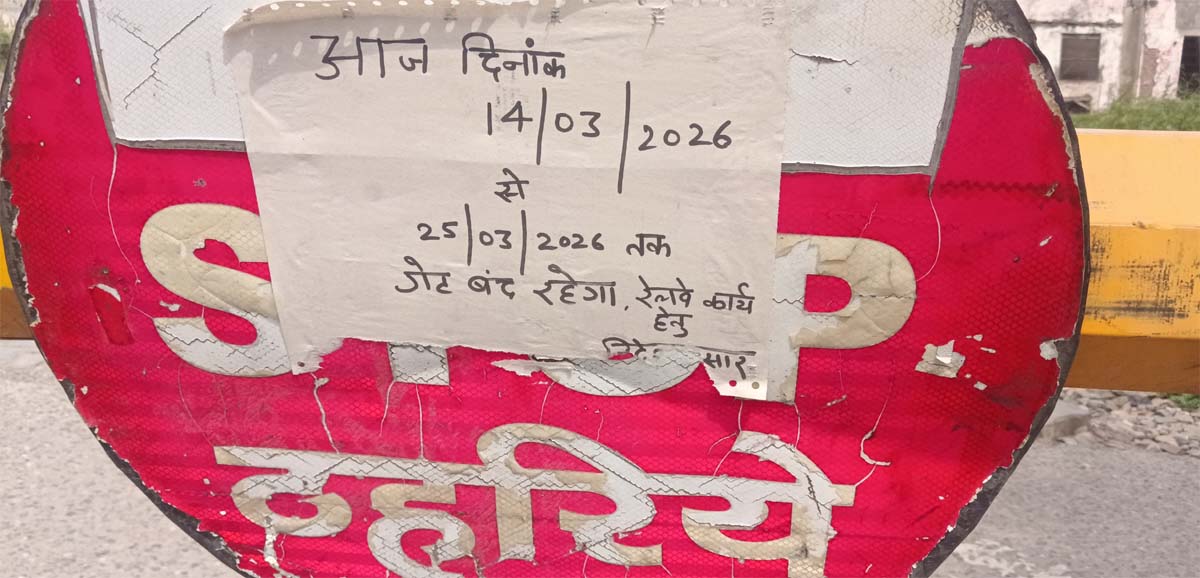 आज दिनांक
14/03/2026
से
25/03/2026 तक
गेट बंद रहेगा, रेलवे कार्य
हेतु
सार
STOP
ठहरिये